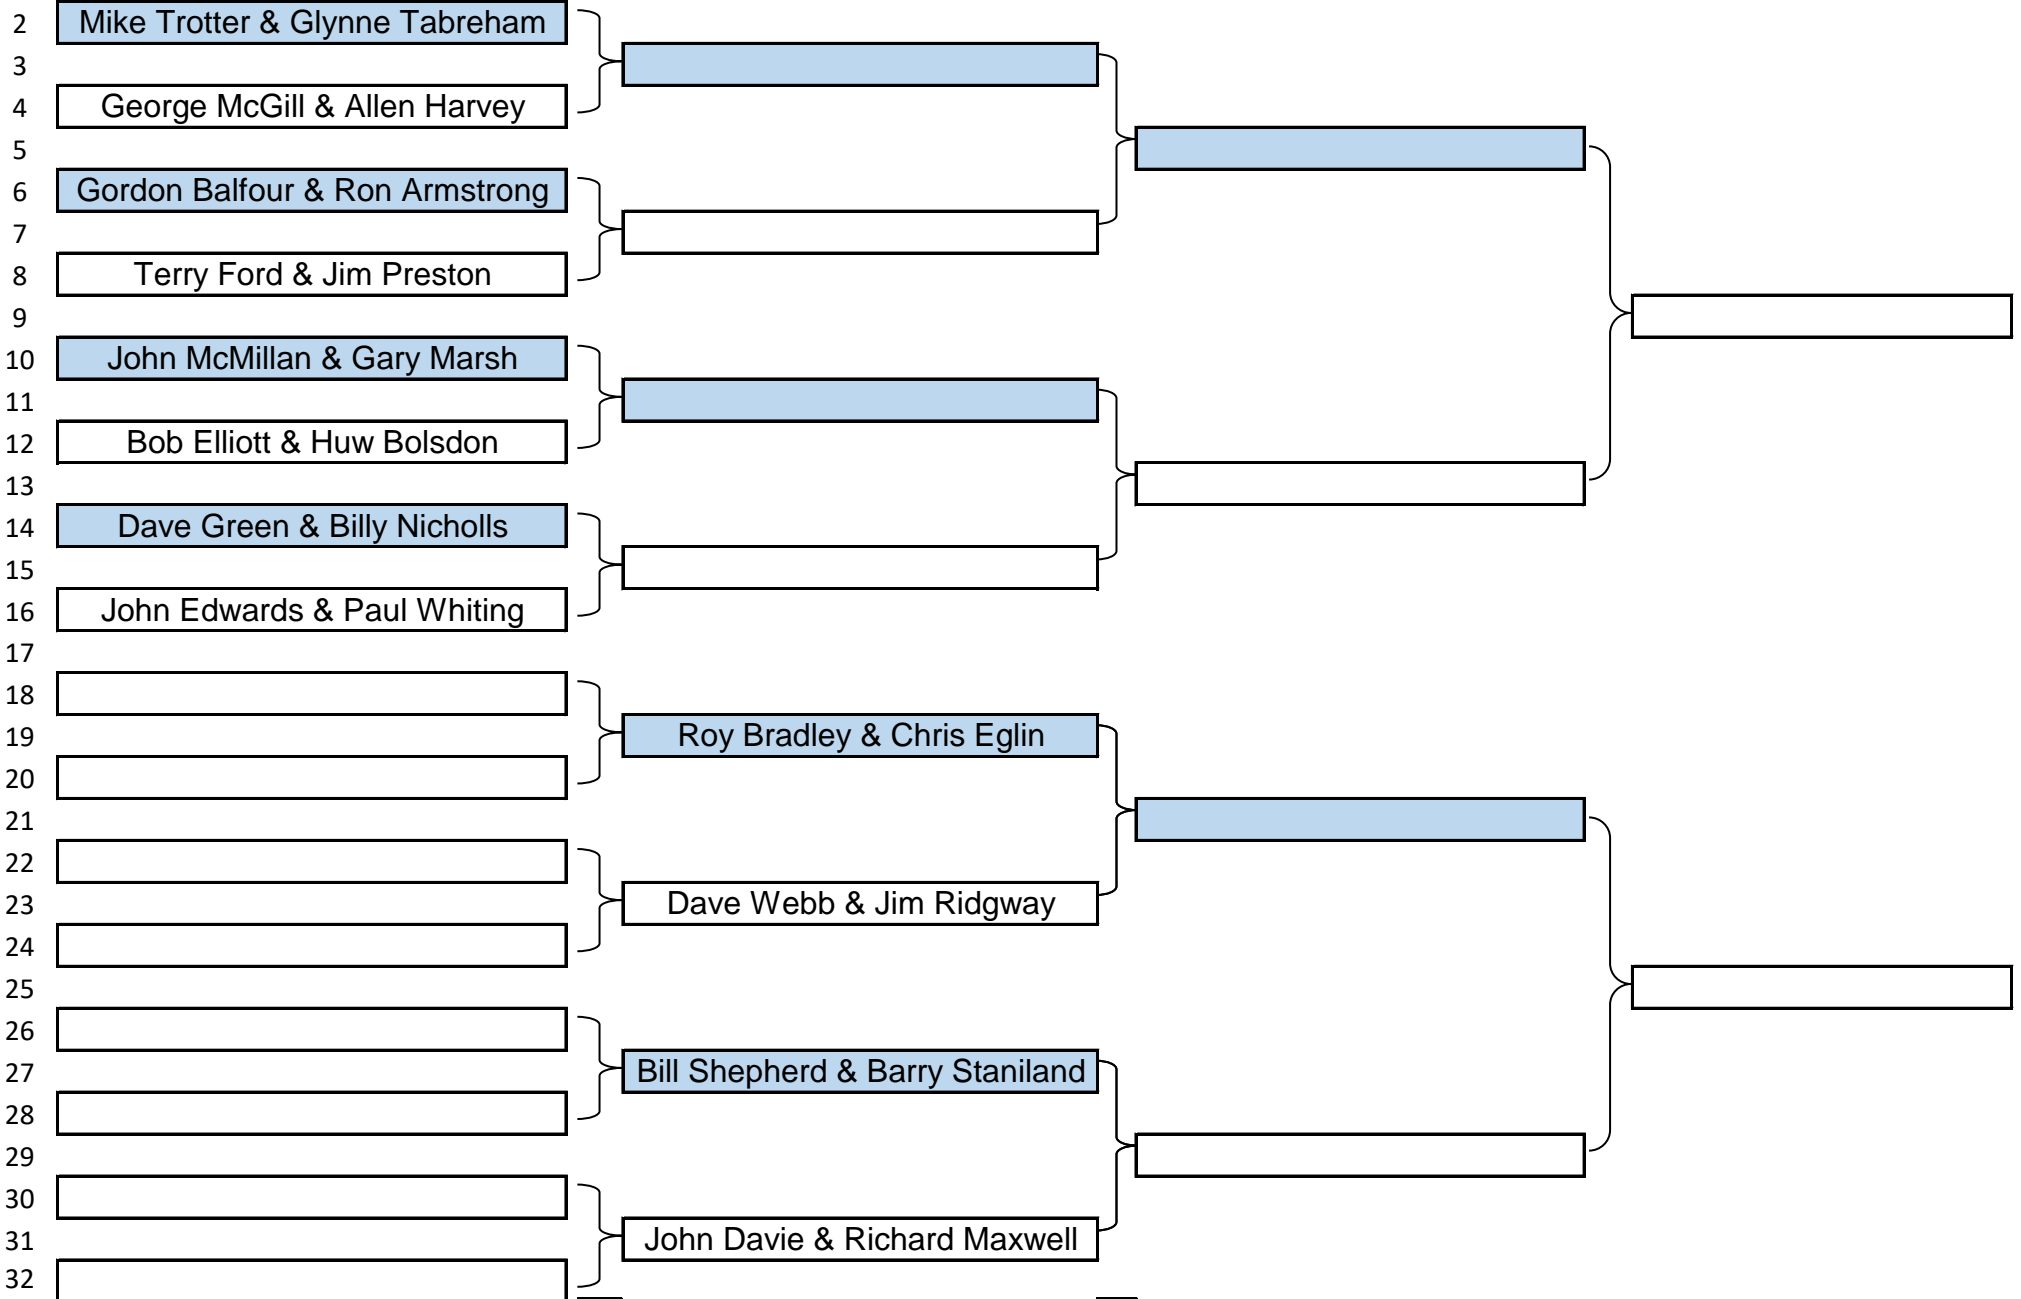 2 Mike Trotter & Glynne Tabreham
3
4 George McGill & Allen Harvey
5
6 Gordon Balfour & Ron Armstrong
7
8 Terry Ford & Jim Preston
9
10 John McMillan & Gary Marsh
11
12 Bob Elliott & Huw Bolsdon
13
14 Dave Green & Billy Nicholls
15
16 John Edwards & Paul Whiting
17
18
19 Roy Bradley & Chris Eglin
20
21
22
23 Dave Webb & Jim Ridgway
24
25
26
27 Bill Shepherd & Barry Staniland
28
29
30
31 John Davie & Richard Maxwell
32